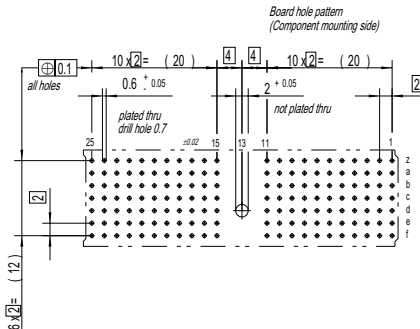 Board hole pattern
(Component mounting side)
10 x 2 = (20)
4
4
10 x 2 = (20)
⌖ 0.1
all holes
0.6 ± 0.05
2 + 0.05
2
plated thru
drill hole 0.7
not plated thru
±0.02
25
15
13
11
1
z
a
b
c
d
e
f
2
6 x 2 = (12)